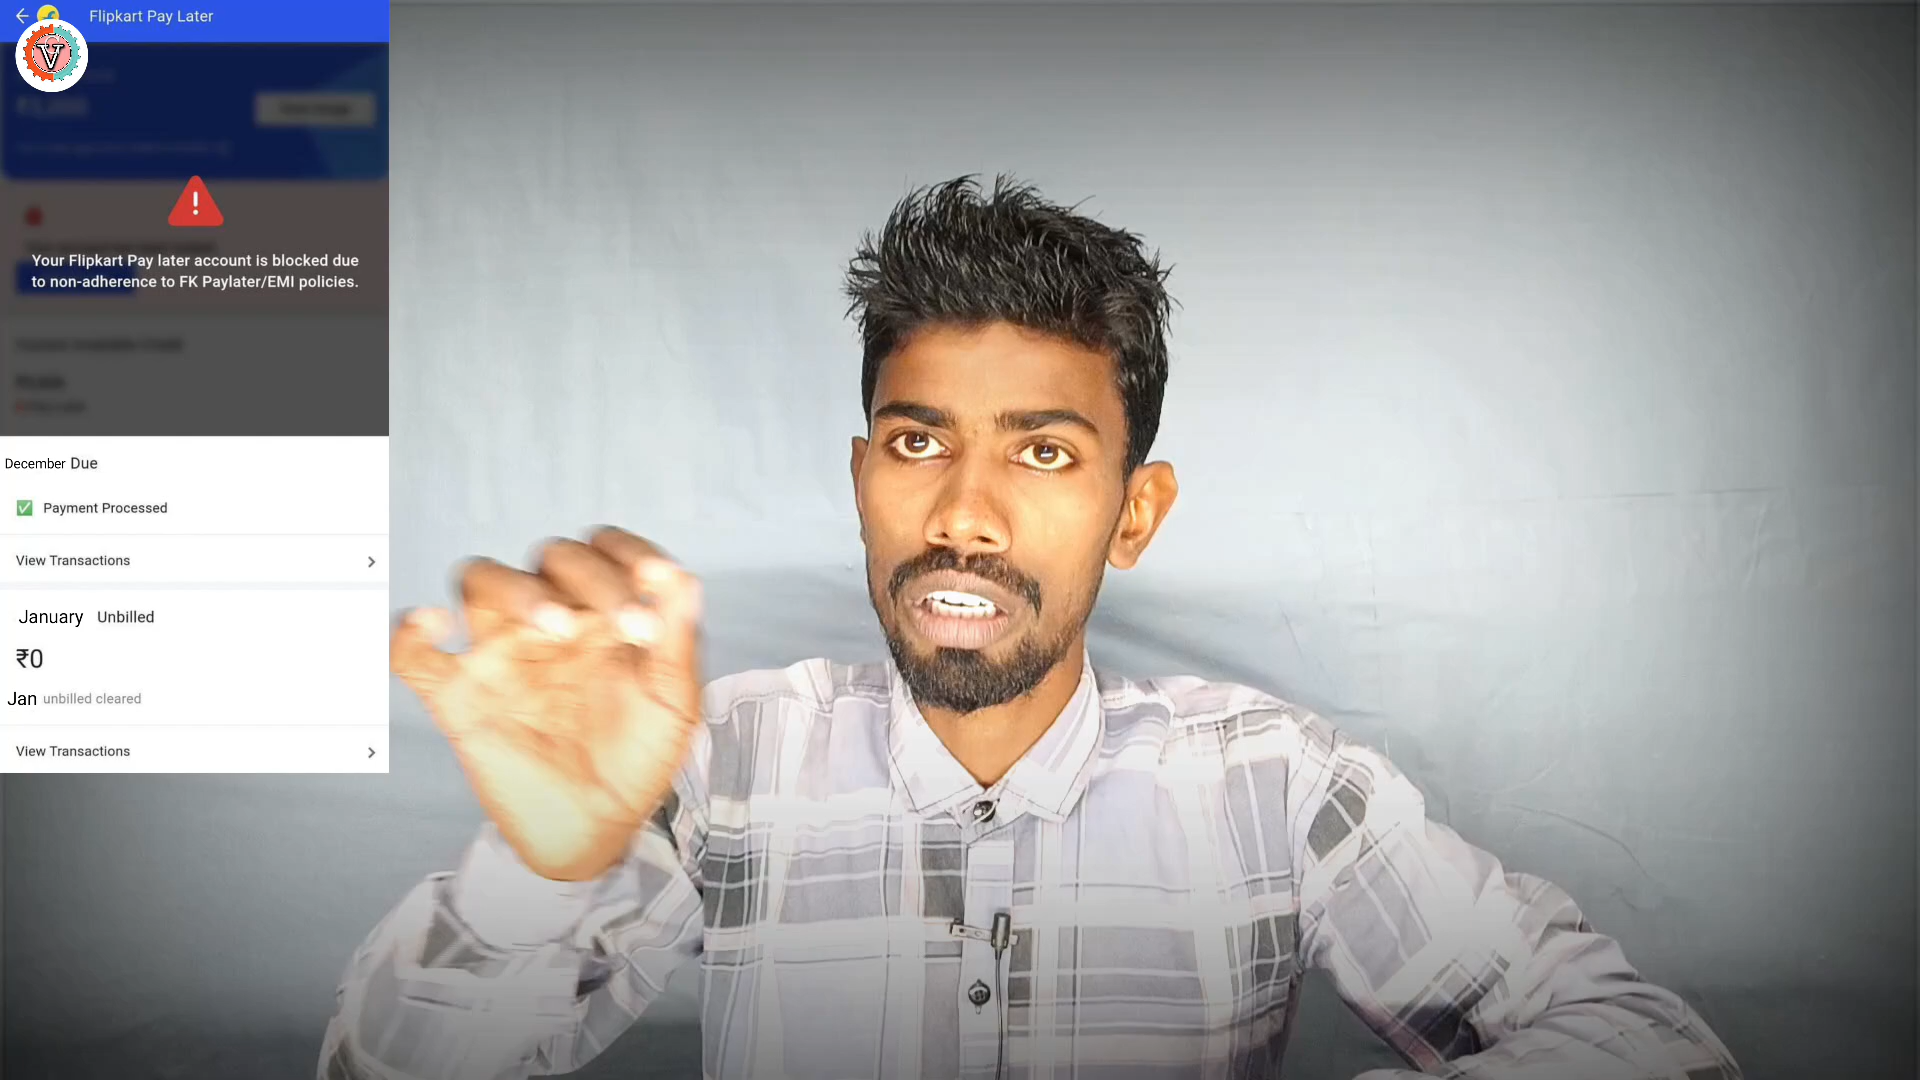 Flipkart Pay Later
V
Your Flipkart Pay later account is blocked due
to non-adherence to FK Paylater/EMI policies.
December Due
Payment Processed
View Transactions
January Unbilled
₹0
Jan unbilled cleared
View Transactions